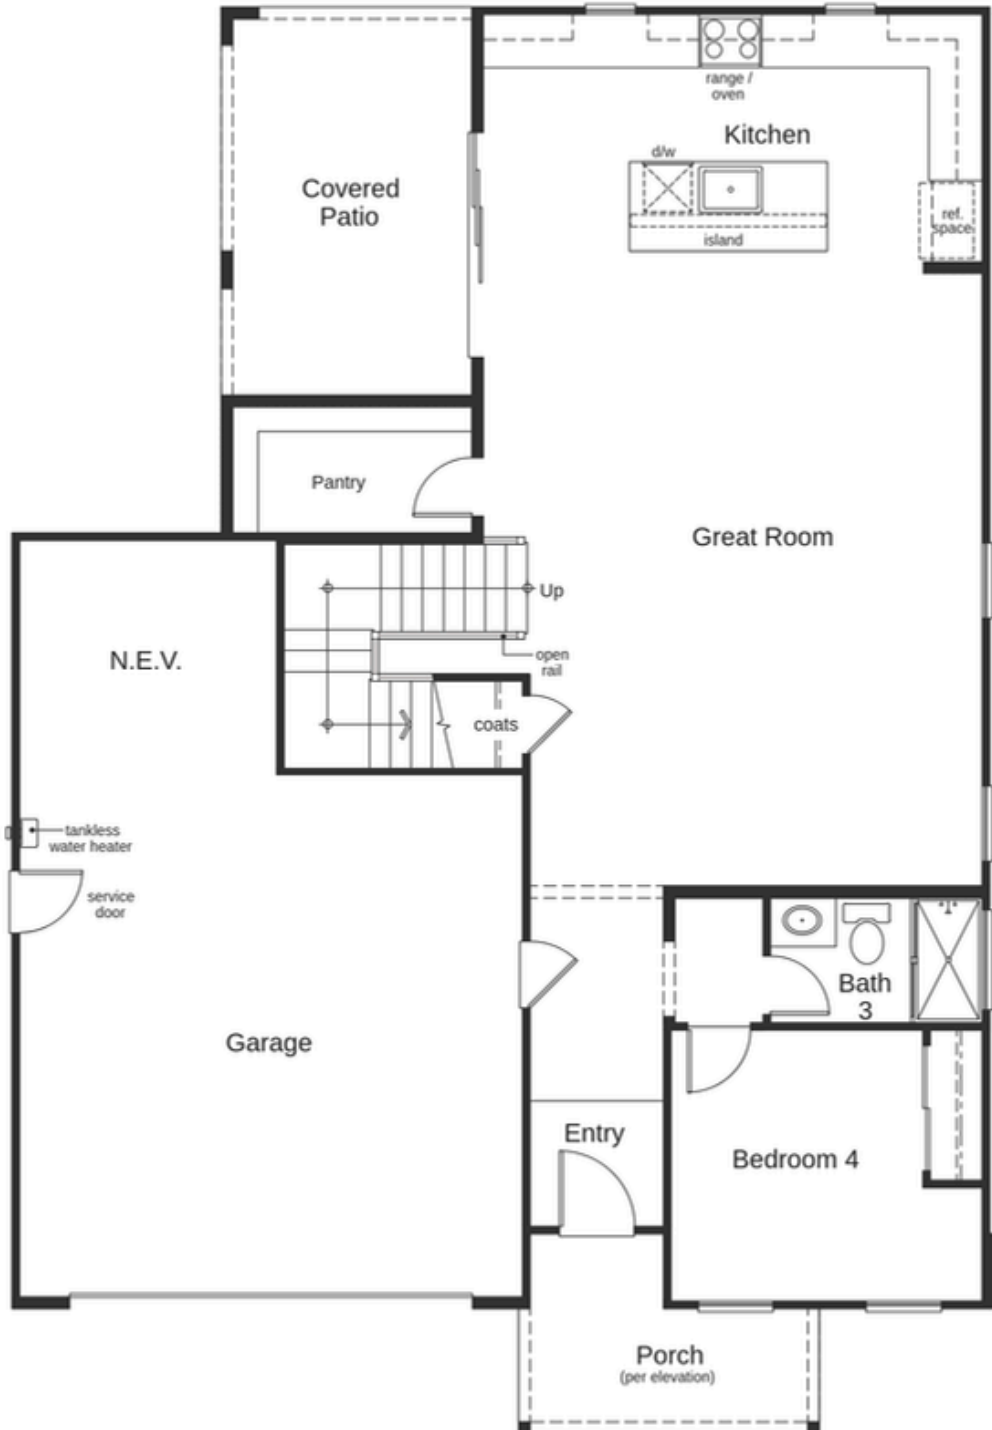 range /
oven
Kitchen
d/w
Covered
Patio
ref.
space
island
Pantry
Great Room
Up
open
rail
N.E.V.
coats
tankless
water heater
service
door
Bath
3
Garage
Entry
Bedroom 4
Porch
(per elevation)